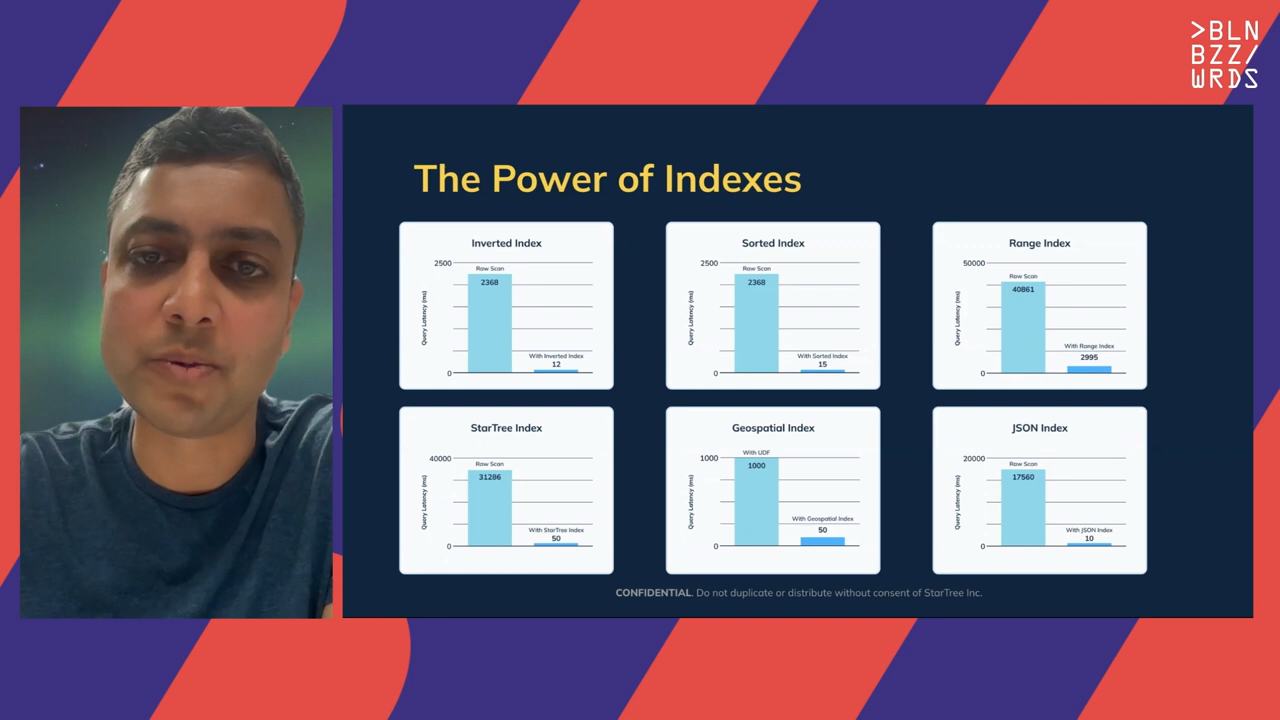 >BLN
BZZ/
WRDS
The Power of Indexes
Inverted Index
2500
Raw Scan
2368
Query Latency (ms)
With Inverted Index
12
0
Sorted Index
2500
Raw Scan
2368
Query Latency (ms)
With Sorted Index
15
0
Range Index
50000
Raw Scan
40861
Query Latency (ms)
With Range Index
2995
0
StarTree Index
40000
Raw Scan
31286
Query Latency (ms)
With StarTree Index
50
0
Geospatial Index
With UDF
1000
1000
Query Latency (ms)
With Geospatial Index
50
0
JSON Index
20000
Raw Scan
17560
Query Latency (ms)
With JSON Index
10
0
CONFIDENTIAL. Do not duplicate or distribute without consent of StarTree Inc.